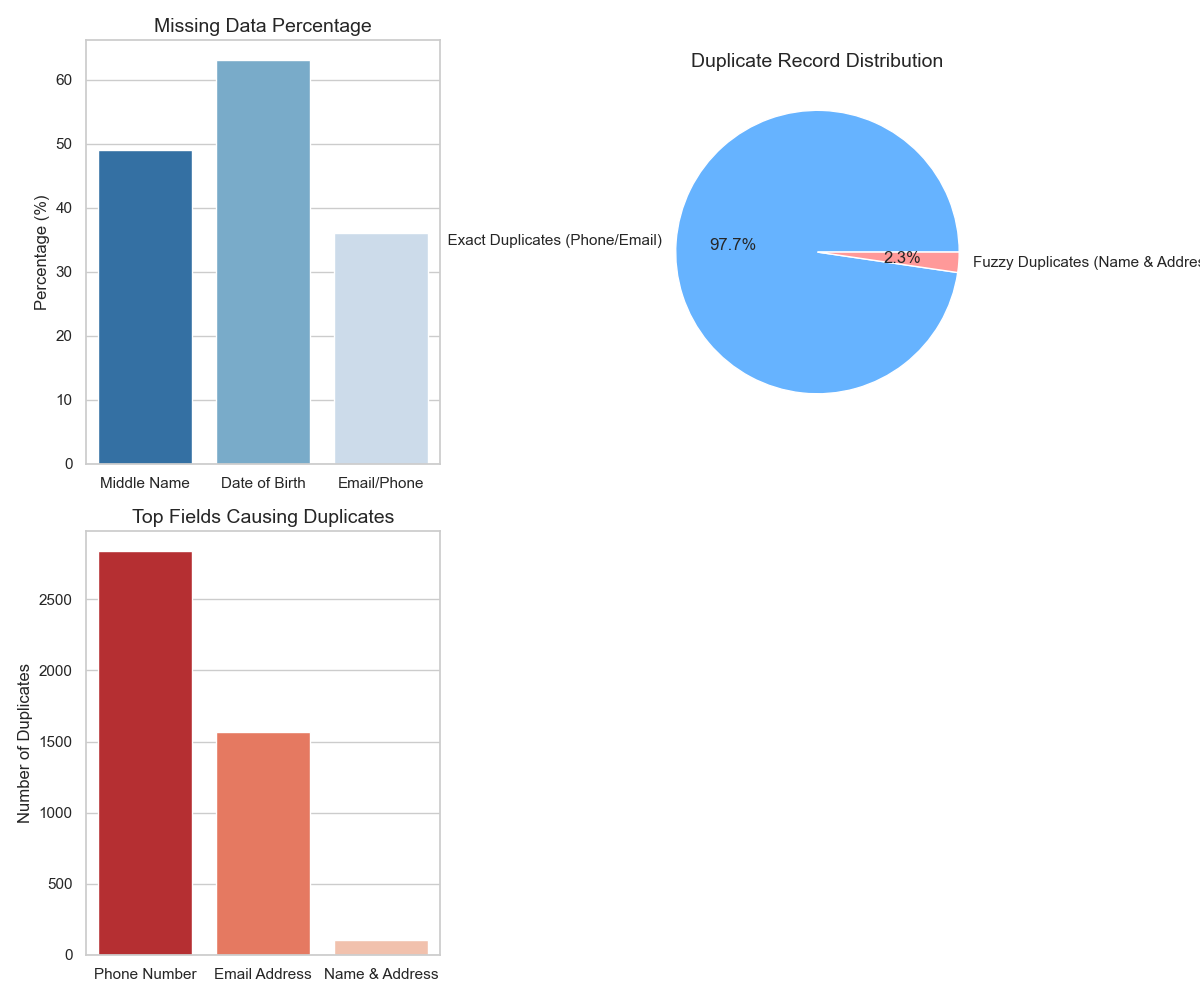 Missing Data Percentage
Percentage (%)
60
50
40
30
20
10
0
Middle Name
Date of Birth
Email/Phone
Duplicate Record Distribution
Exact Duplicates (Phone/Email)
97.7%
2.3%
Fuzzy Duplicates (Name & Addres
Top Fields Causing Duplicates
Number of Duplicates
2500
2000
1500
1000
500
0
Phone Number
Email Address
Name & Address